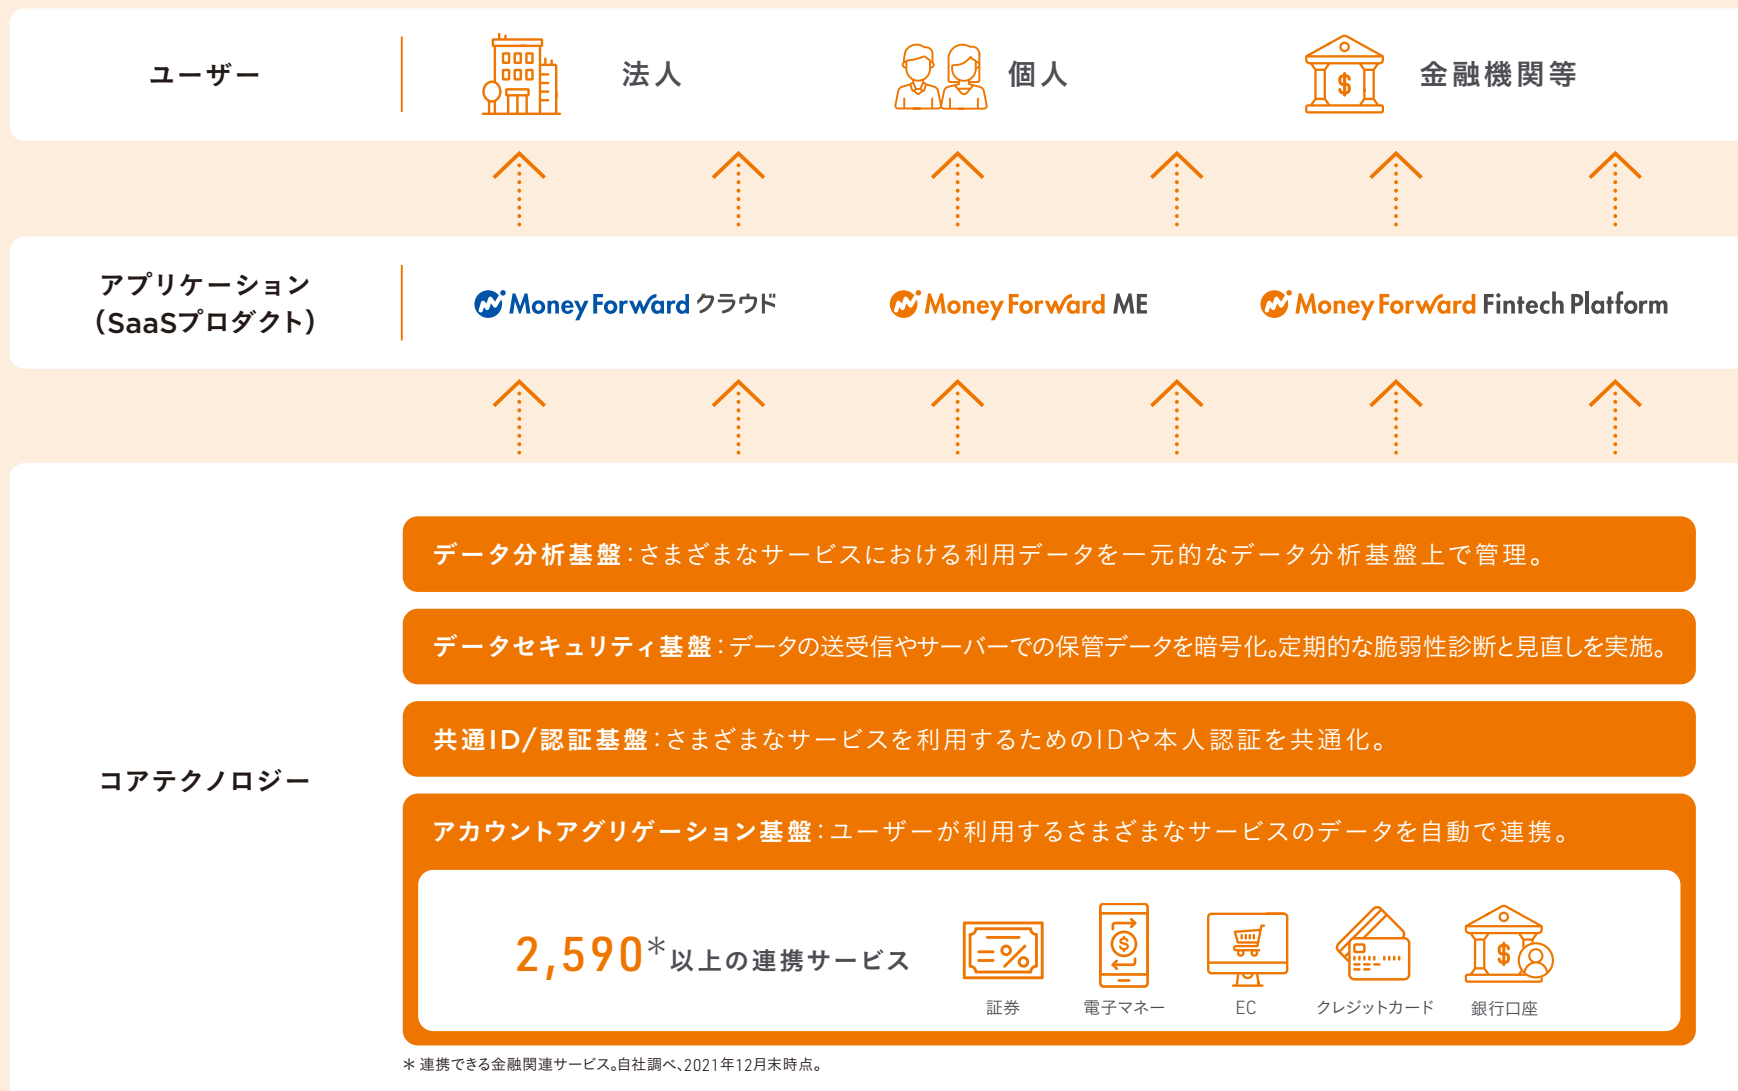 ユーザー
法人
個人
金融機関等
アプリケーション
(SaaSプロダクト)
Money Forward クラウド
Money Forward ME
Money Forward Fintech Platform
コアテクノロジー
データ分析基盤：さまざまなサービスにおける利用データを一元的なデータ分析基盤上で管理。
データセキュリティ基盤：データの送受信やサーバーでの保管データを暗号化。定期的な脆弱性診断と見直しを実施。
共通ID/認証基盤：さまざまなサービスを利用するためのIDや本人認証を共通化。
アカウントアグリゲーション基盤：ユーザーが利用するさまざまなサービスのデータを自動で連携。
2,590＊以上の連携サービス
証券
電子マネー
EC
クレジットカード
銀行口座
＊ 連携できる金融関連サービス。自社調べ、2021年12月末時点。